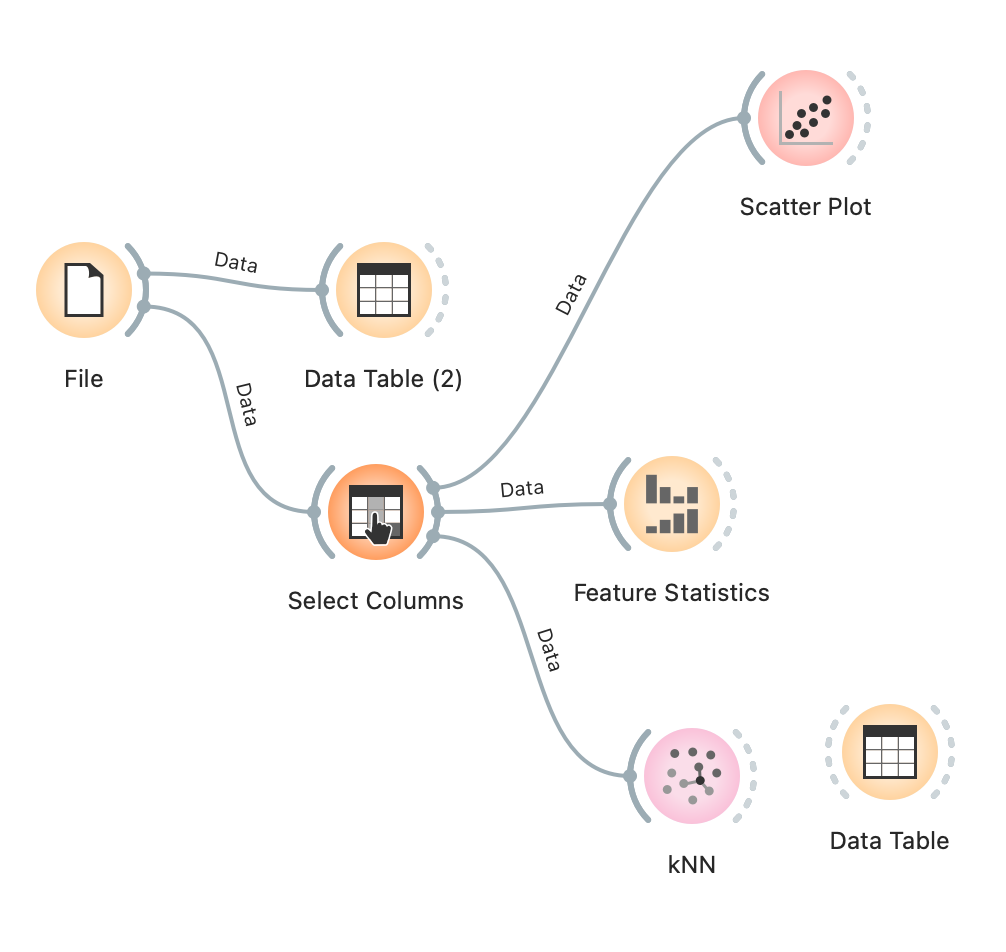 Scatter Plot
Data
File
Data Table (2)
Data
Data
Select Columns
Data
Feature Statistics
Data
kNN
Data Table